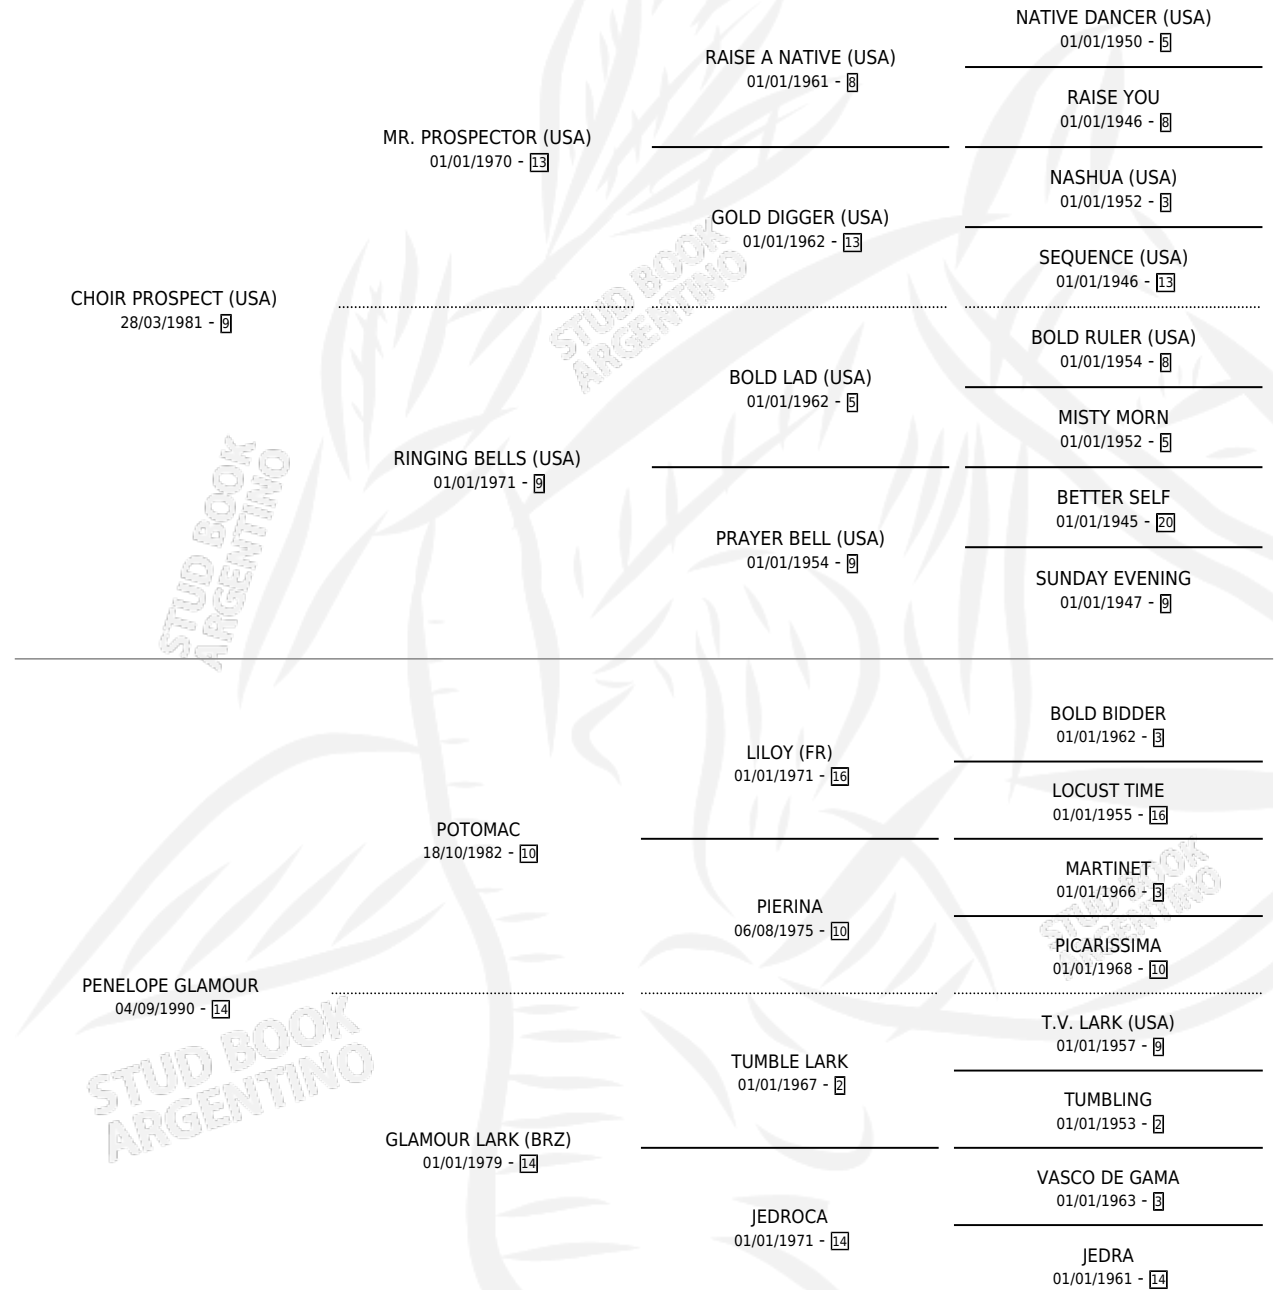 NATIVE DANCER (USA)
01/01/1950 - 5
RAISE A NATIVE (USA)
01/01/1961 - 8
RAISE YOU
01/01/1946 - 8
MR. PROSPECTOR (USA)
01/01/1970 - 13
NASHUA (USA)
01/01/1952 - 3
GOLD DIGGER (USA)
01/01/1962 - 13
SEQUENCE (USA)
01/01/1946 - 13
CHOIR PROSPECT (USA)
28/03/1981 - 9
STUD BOOK
ARGENTINO
BOLD RULER (USA)
01/01/1954 - 8
BOLD LAD (USA)
01/01/1962 - 5
MISTY MORN
01/01/1952 - 5
RINGING BELLS (USA)
01/01/1971 - 9
BETTER SELF
01/01/1945 - 20
PRAYER BELL (USA)
01/01/1954 - 9
SUNDAY EVENING
01/01/1947 - 9
STUD BOOK
ARGENTINO
BOLD BIDDER
01/01/1962 - 3
LILOY (FR)
01/01/1971 - 16
LOCUST TIME
01/01/1955 - 16
POTOMAC
18/10/1982 - 10
MARTINET
01/01/1966 - 3
PIERINA
06/08/1975 - 10
PICARISSIMA
01/01/1968 - 10
STUD BOOK
ARGENTINO
PENELOPE GLAMOUR
04/09/1990 - 14
T.V. LARK (USA)
01/01/1957 - 9
TUMBLE LARK
01/01/1967 - 2
TUMBLING
01/01/1953 - 2
STUD BOOK
ARGENTINO
GLAMOUR LARK (BRZ)
01/01/1979 - 14
VASCO DE GAMA
01/01/1963 - 3
JEDROCA
01/01/1971 - 14
JEDRA
01/01/1961 - 14